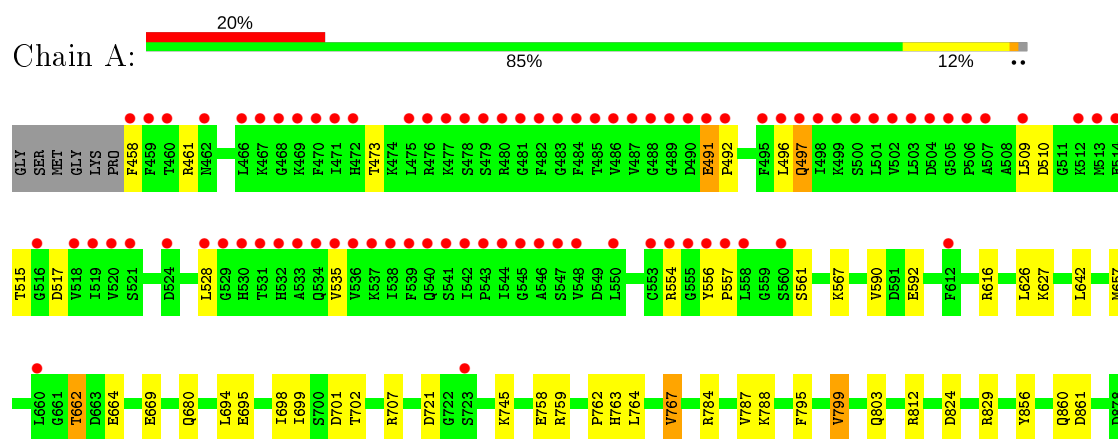 20%
Chain A:
85% 12% ••
GLY SER MET GLY LYS PRO F458 F459 T460 R461 N462 L466 K467 G468 K469 F470 I471 H472 T473 K474 L475 R476 K477 S478 S479 R480 G481 F482 G483 F484 T485 V486 V487 G488 G489 D490 E491 P492 F495 L496 Q497 I498 K499 S500 L501 V502 L503 D504 G505 P506 A507 A508 L509 D510 G511 K512 M513 E514
T515 G516 D517 V518 I519 V520 S521 D524 L528 G529 H530 T531 H532 A533 Q534 V535 V536 K537 I538 F539 Q540 S541 I542 P543 I544 G545 A546 S547 V548 D549 L550 C553 R554 G555 Y556 P557 L558 G559 S560 S561 K567 V590 D591 E592 F612 R616 L626 K627 L642 M657
L660 G661 T662 D663 E664 E669 Q680 L694 E695 I698 I699 S700 D701 T702 R707 D721 G722 S723 K745 E758 R759 P762 H763 L764 V767 R784 V787 K788 F795 V799 Q803 R812 D824 R829 Y856 Q860 D861